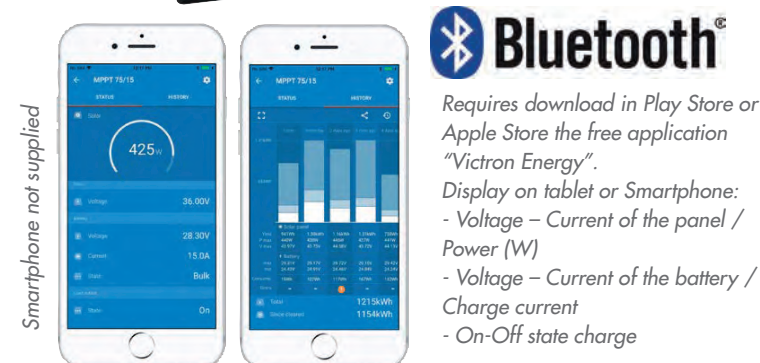 Smartphone not supplied
MPPT 75/15
STATUS
HISTORY
Solar
425W
Voltage
36.00V
Voltage
28.30V
Current
15.0A
State
Bulk
State
On
MPPT 75/15
STATUS
HISTORY
Solar panel
Battery
Total
1215kWh
1154kWh
Bluetooth®
Requires download in Play Store or
Apple Store the free application
“Victron Energy”.
Display on tablet or Smartphone:
- Voltage – Current of the panel /
Power (W)
- Voltage – Current of the battery /
Charge current
- On-Off state charge